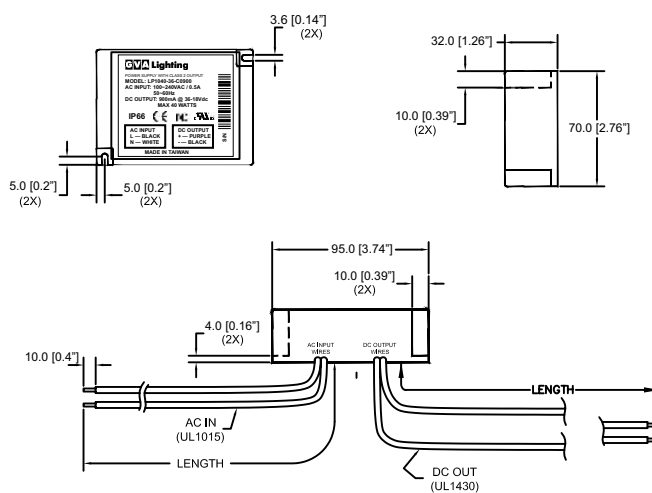 3.6 [0.14"]
(2X)
GVA Lighting
POWER SUPPLY WITH CLASS 2 OUTPUT
MODEL: LP1040-36-C0900
AC INPUT: 100~240VAC / 0.5A
50~60Hz
DC OUTPUT: 900mA @ 36-18Vdc
MAX 40 WATTS
IP66 CE FC
AC INPUT
L — BLACK
N — WHITE
DC OUTPUT
+ — PURPLE
- — BLACK
S/N
MADE IN TAIWAN
5.0 [0.2"]
(2X)
5.0 [0.2"]
(2X)
32.0 [1.26"]
10.0 [0.39"]
(2X)
70.0 [2.76"]
95.0 [3.74"]
10.0 [0.39"]
(2X)
4.0 [0.16"]
(2X)
AC INPUT
WIRES
DC OUTPUT
WIRES
10.0 [0.4"]
LENGTH
AC IN
(UL1015)
LENGTH
DC OUT
(UL1430)